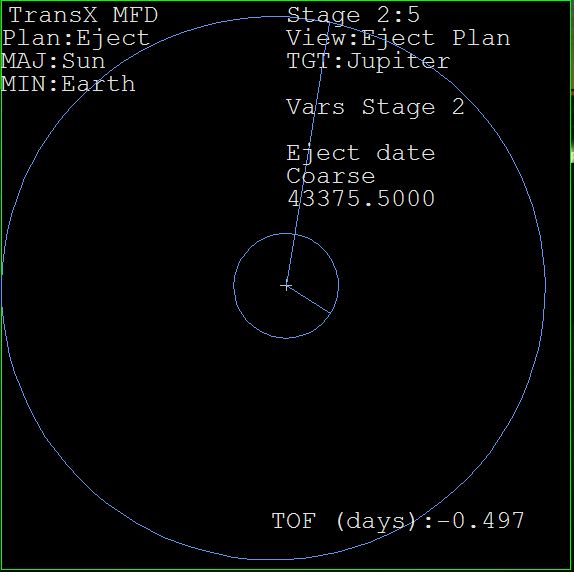 TransX MFD Stage 2:5
Plan:Eject View:Eject Plan
MAJ:Sun TGT:Jupiter
MIN:Earth
Vars Stage 2
Eject date
Coarse
43375.5000
TOF (days):-0.497